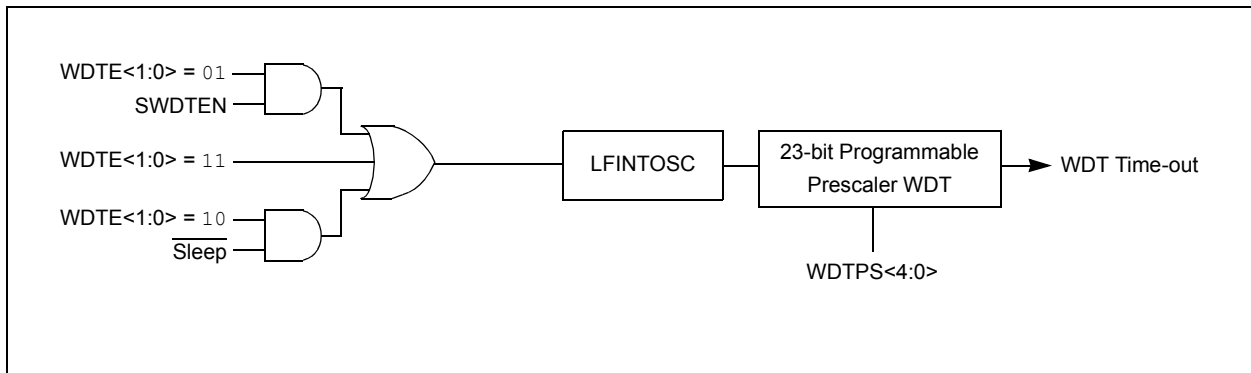 WDTE<1:0> = 01
SWDTEN
WDTE<1:0> = 11
WDTE<1:0> = 10
Sleep
LFINTOSC
23-bit Programmable
Prescaler WDT
WDT Time-out
WDTPS<4:0>